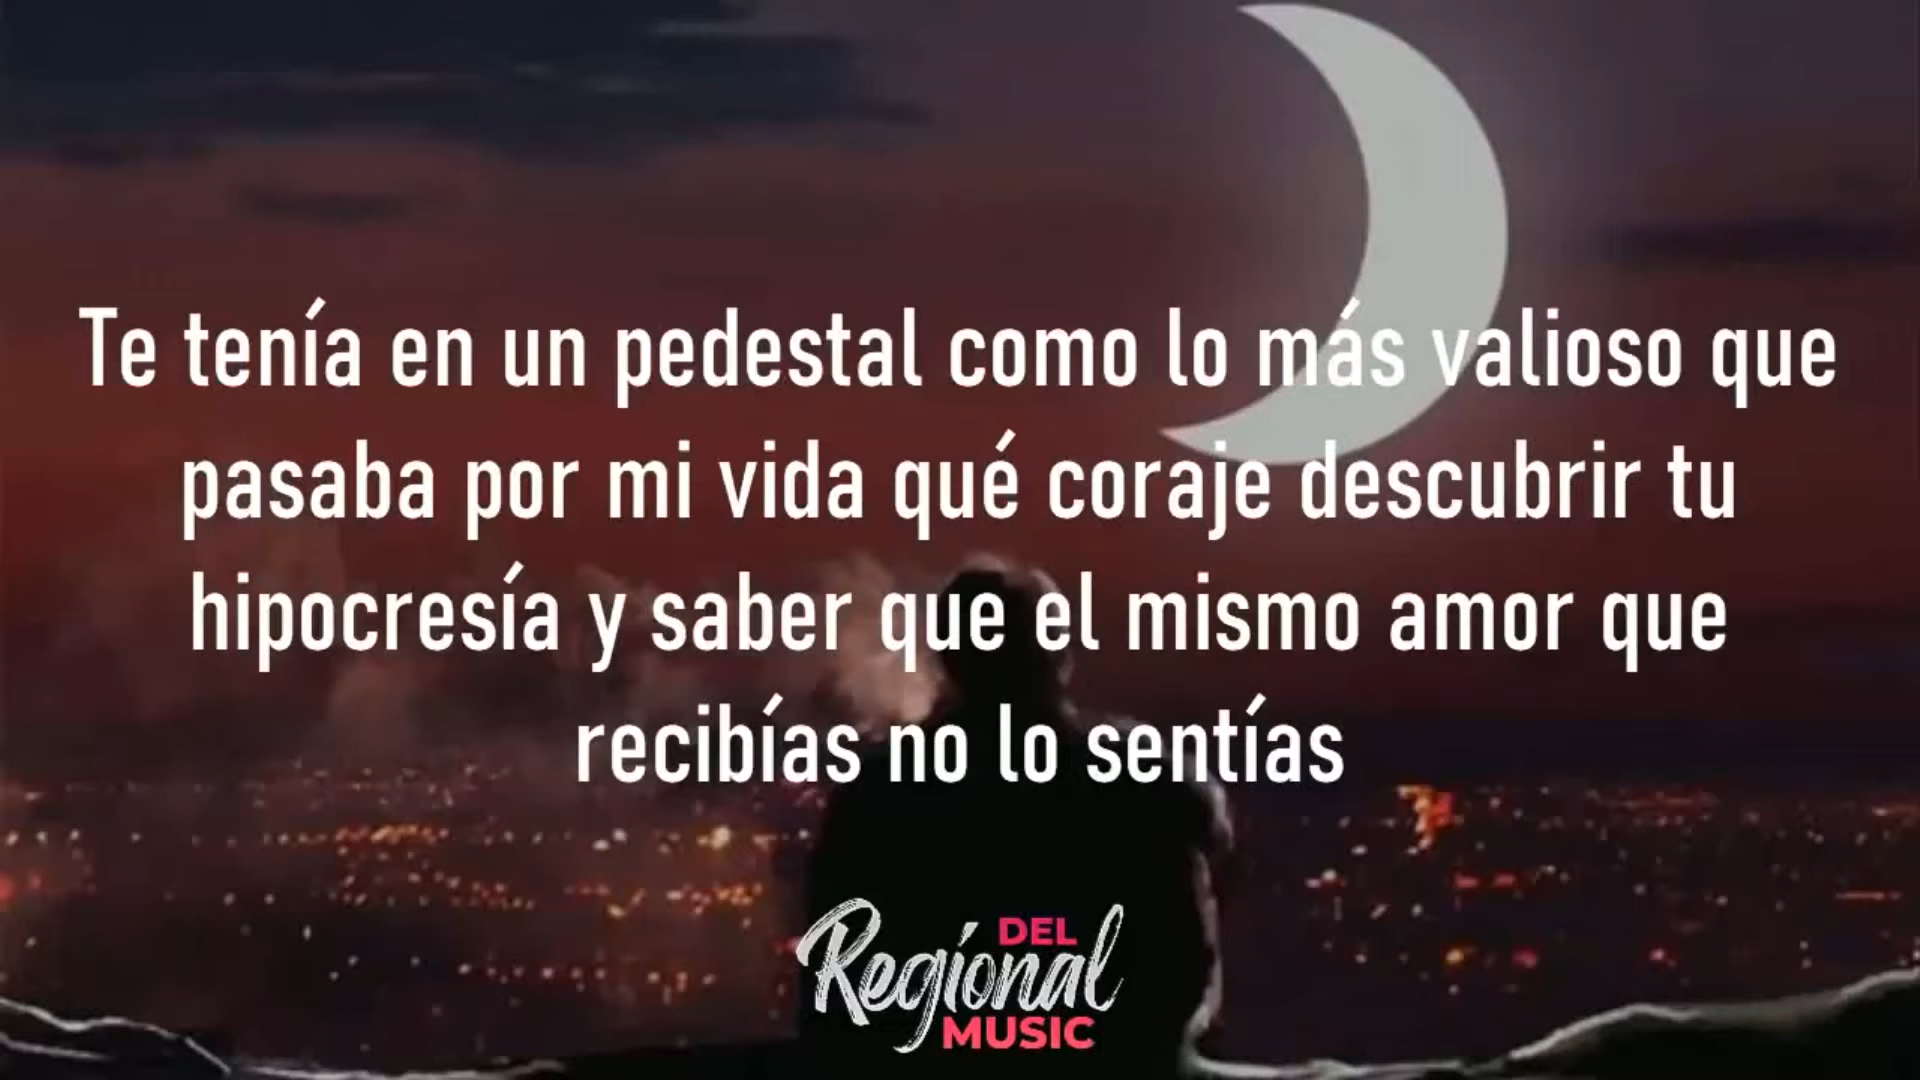 Te tenía en un pedestal como lo más valioso que
pasaba por mi vida qué coraje descubrir tu
hipocresía y saber que el mismo amor que
recibías no lo sentías
DEL
Regional
MUSIC